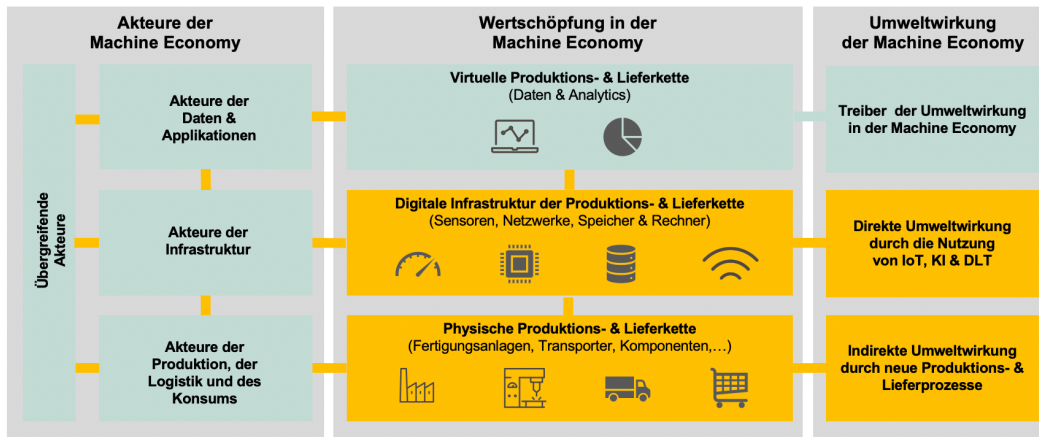 Akteure der
Machine Economy
Übergreifende
Akteure
Akteure der
Daten &
Applikationen
Akteure der
Infrastruktur
Akteure der
Produktion, der
Logistik und des
Konsums
Wertschöpfung in der
Machine Economy
Virtuelle Produktions- & Lieferkette
(Daten & Analytics)
Digitale Infrastruktur der Produktions- & Lieferkette
(Sensoren, Netzwerke, Speicher & Rechner)
Physische Produktions- & Lieferkette
(Fertigungsanlagen, Transporter, Komponenten,…)
Umweltwirkung
der Machine Economy
Treiber der Umweltwirkung
in der Machine Economy
Direkte Umweltwirkung
durch die Nutzung
von IoT, KI & DLT
Indirekte Umweltwirkung
durch neue Produktions- &
Lieferprozesse